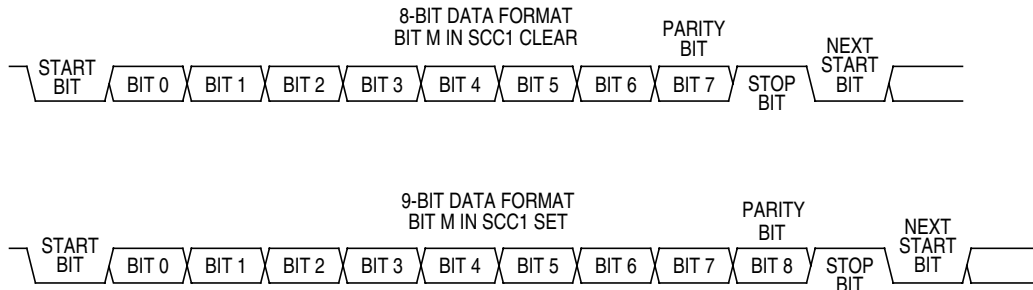 8-BIT DATA FORMAT
BIT M IN SCC1 CLEAR
PARITY
BIT
START
BIT
BIT 0
BIT 1
BIT 2
BIT 3
BIT 4
BIT 5
BIT 6
BIT 7
STOP
BIT
NEXT
START
BIT
9-BIT DATA FORMAT
BIT M IN SCC1 SET
PARITY
BIT
START
BIT
BIT 0
BIT 1
BIT 2
BIT 3
BIT 4
BIT 5
BIT 6
BIT 7
BIT 8
STOP
BIT
NEXT
START
BIT